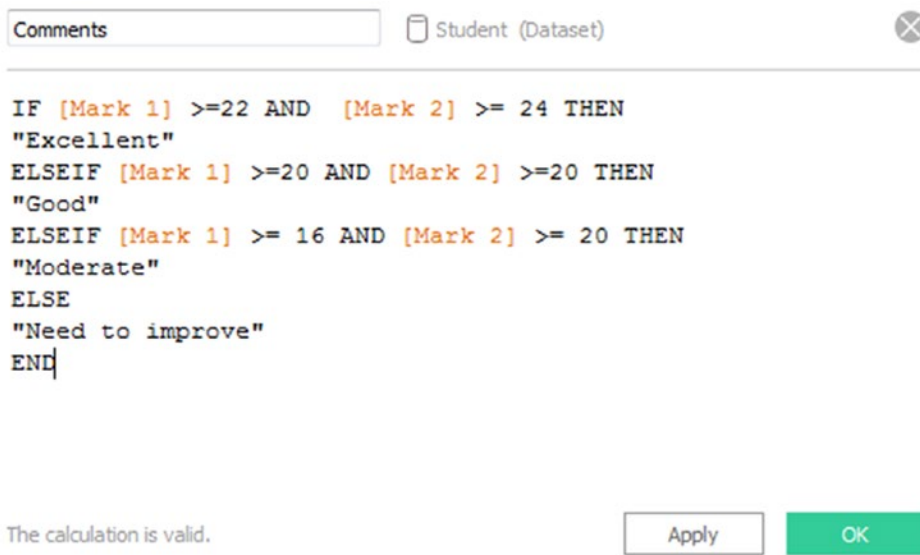 Comments Student (Dataset)
IF [Mark 1] >=22 AND  [Mark 2] >= 24 THEN
"Excellent"
ELSEIF [Mark 1] >=20 AND [Mark 2] >=20 THEN
"Good"
ELSEIF [Mark 1] >= 16 AND [Mark 2] >= 20 THEN
"Moderate"
ELSE
"Need to improve"
END
The calculation is valid. Apply OK